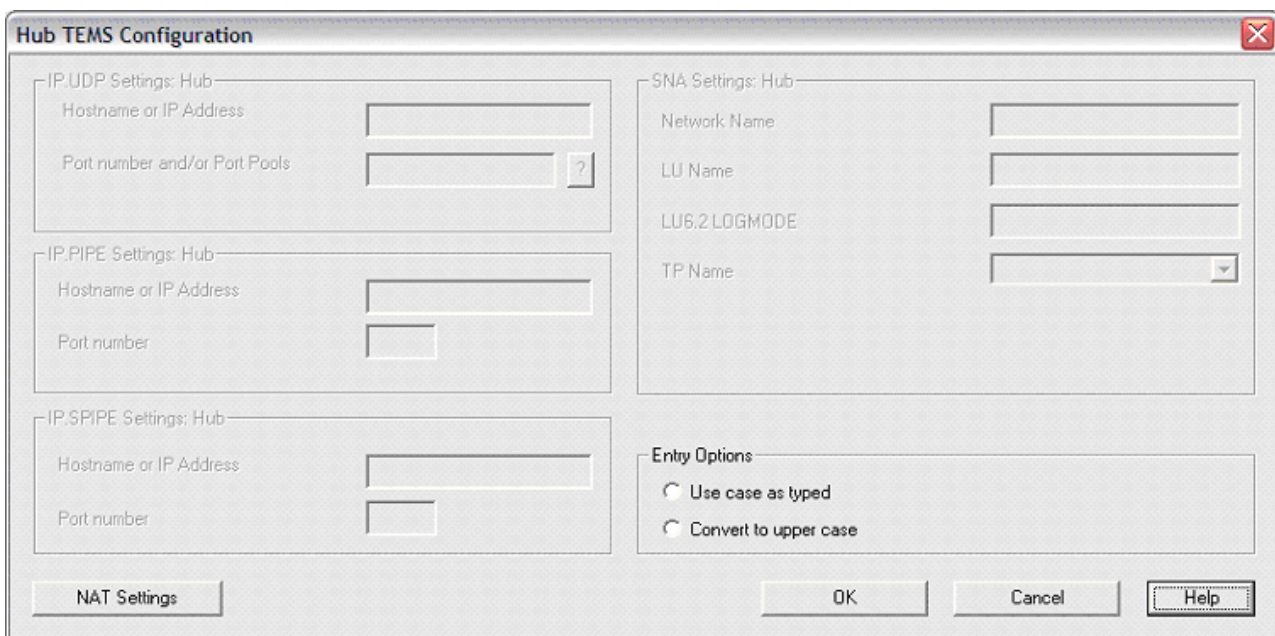 Hub TEMS Configuration
IP.UDP Settings: Hub
Hostname or IP Address
Port number and/or Port Pools
?
IP.PIPE Settings: Hub
Hostname or IP Address
Port number
IP.SPIPE Settings: Hub
Hostname or IP Address
Port number
SNA Settings: Hub
Network Name
LU Name
LU6.2 LOGMODE
TP Name
Entry Options
Use case as typed
Convert to upper case
NAT Settings
OK
Cancel
Help